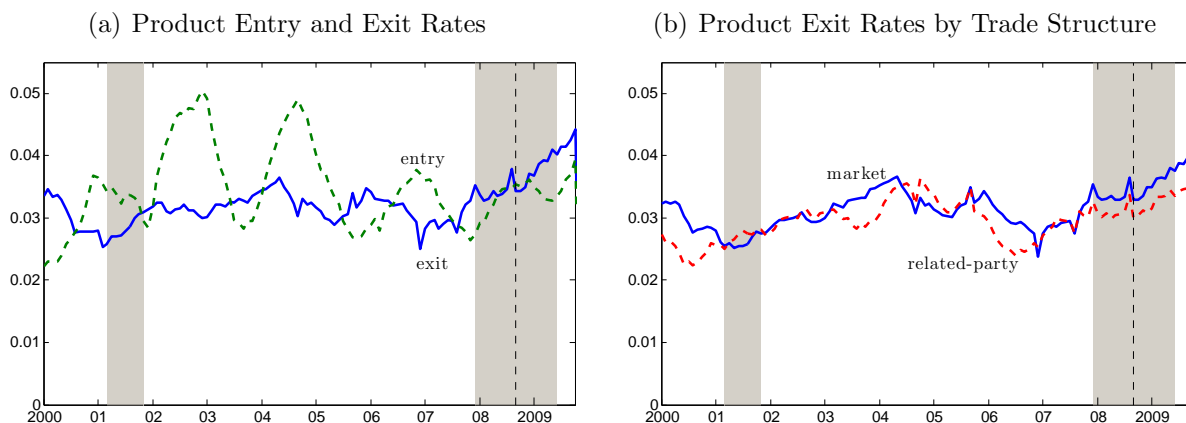 (a) Product Entry and Exit Rates
0.05
0.04
0.03
0.02
0.01
0
entry
exit
2000 01 02 03 04 05 06 07 08 2009
(b) Product Exit Rates by Trade Structure
0.05
0.04
0.03
0.02
0.01
0
market
related-party
2000 01 02 03 04 05 06 07 08 2009